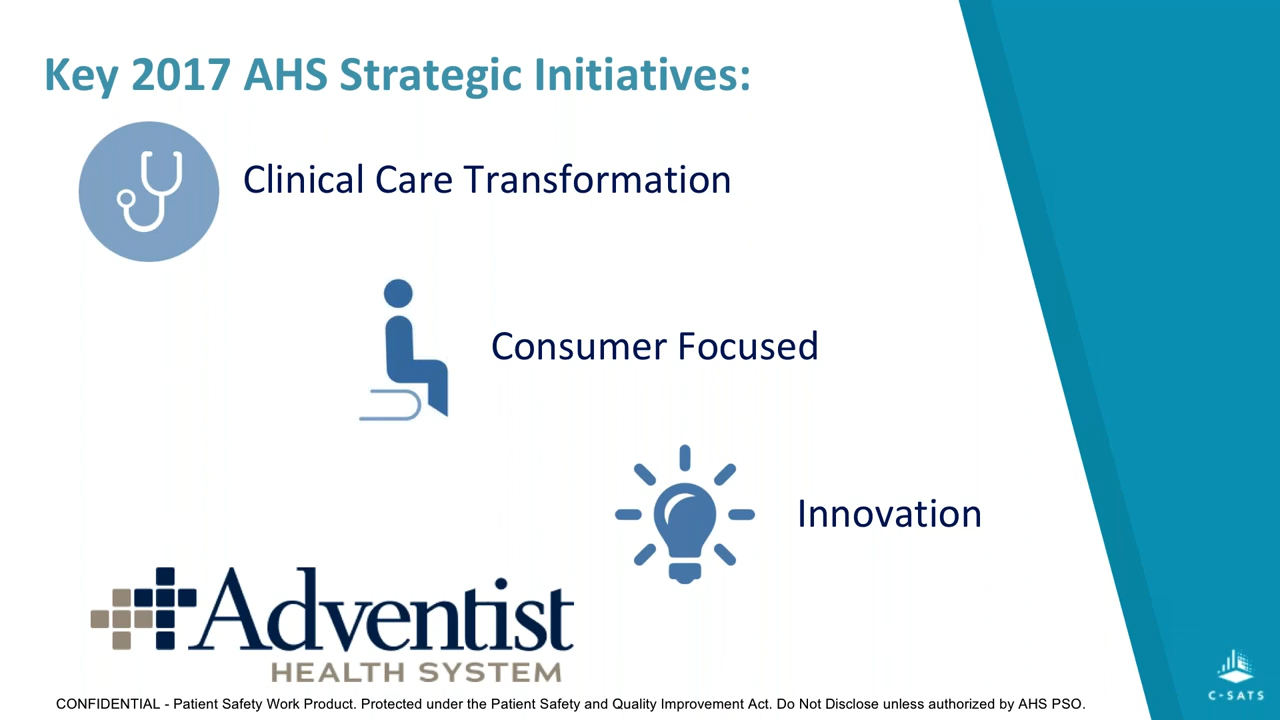 Key 2017 AHS Strategic Initiatives:
Clinical Care Transformation
Consumer Focused
Innovation
Adventist
HEALTH SYSTEM
C-SATS
CONFIDENTIAL - Patient Safety Work Product. Protected under the Patient Safety and Quality Improvement Act. Do Not Disclose unless authorized by AHS PSO.